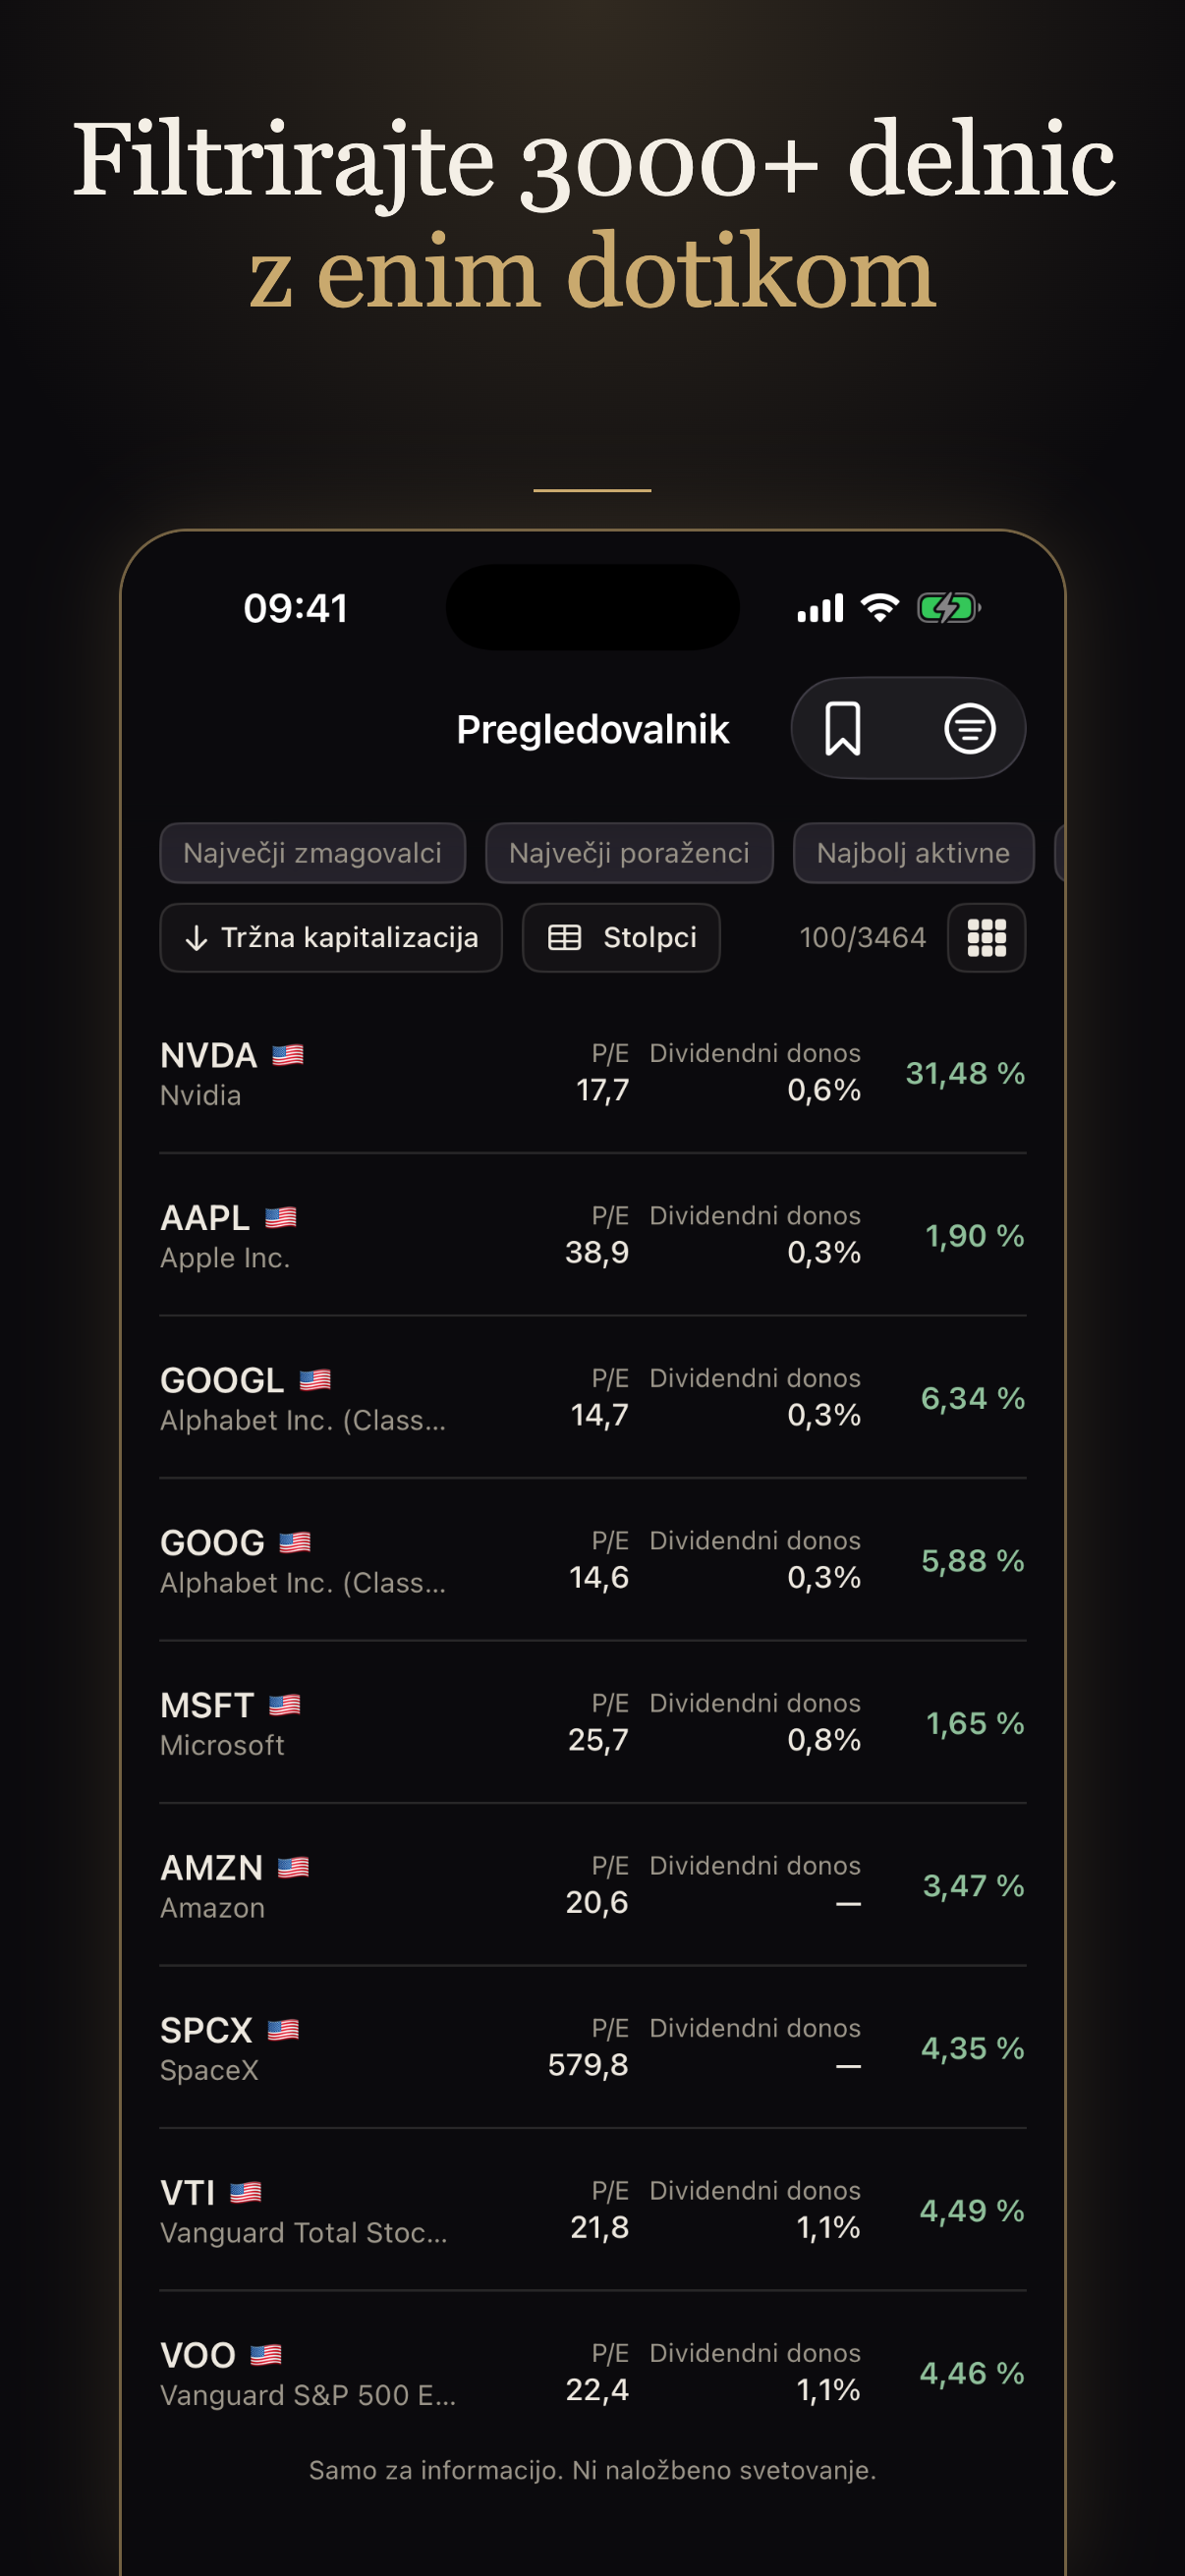 Filtrirajte 3000+ delnic
z enim dotikom
09:41
Pregledovalnik
Največji zmagovalci
Največji poraženci
Najbolj aktivne
↓ Tržna kapitalizacija
Stolpci
100/3464
NVDA 🇺🇸
Nvidia
P/E
17,7
Dividendni donos
0,6%
31,48 %
AAPL 🇺🇸
Apple Inc.
P/E
38,9
Dividendni donos
0,3%
1,90 %
GOOGL 🇺🇸
Alphabet Inc. (Class...
P/E
14,7
Dividendni donos
0,3%
6,34 %
GOOG 🇺🇸
Alphabet Inc. (Class...
P/E
14,6
Dividendni donos
0,3%
5,88 %
MSFT 🇺🇸
Microsoft
P/E
25,7
Dividendni donos
0,8%
1,65 %
AMZN 🇺🇸
Amazon
P/E
20,6
Dividendni donos
—
3,47 %
SPCX 🇺🇸
SpaceX
P/E
579,8
Dividendni donos
—
4,35 %
VTI 🇺🇸
Vanguard Total Stoc...
P/E
21,8
Dividendni donos
1,1%
4,49 %
VOO 🇺🇸
Vanguard S&P 500 E...
P/E
22,4
Dividendni donos
1,1%
4,46 %
Samo za informacijo. Ni naložbeno svetovanje.